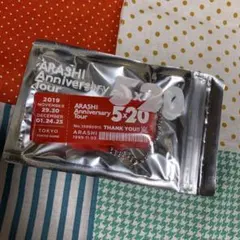 ARASHI
Anniversary
Tour
5×20
2019
NOVEMBER
29.30
DECEMBER
01.24.25
TOKYO
ARASHI
Anniversary
Tour
5×20
THANK YOU!!
ARASHI